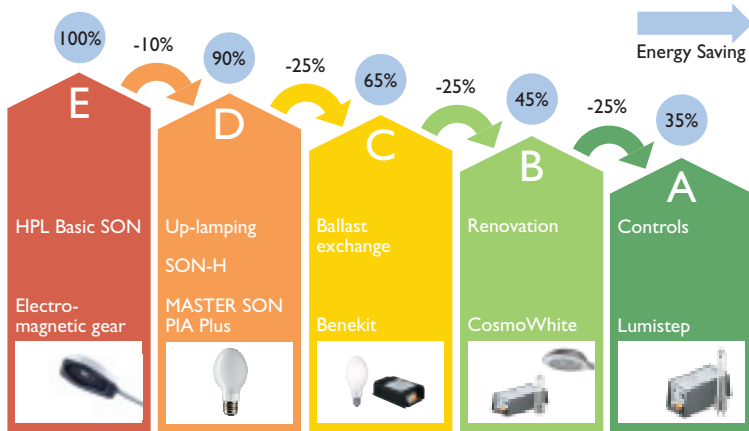 100%
-10%
90%
-25%
65%
-25%
45%
-25%
35%
Energy Saving
E
D
C
B
A
HPL Basic SON
Electro-
magnetic gear
Up-lamping
SON-H
MASTER SON
PIA Plus
Ballast
exchange
Benekit
Renovation
CosmoWhite
Controls
Lumistep